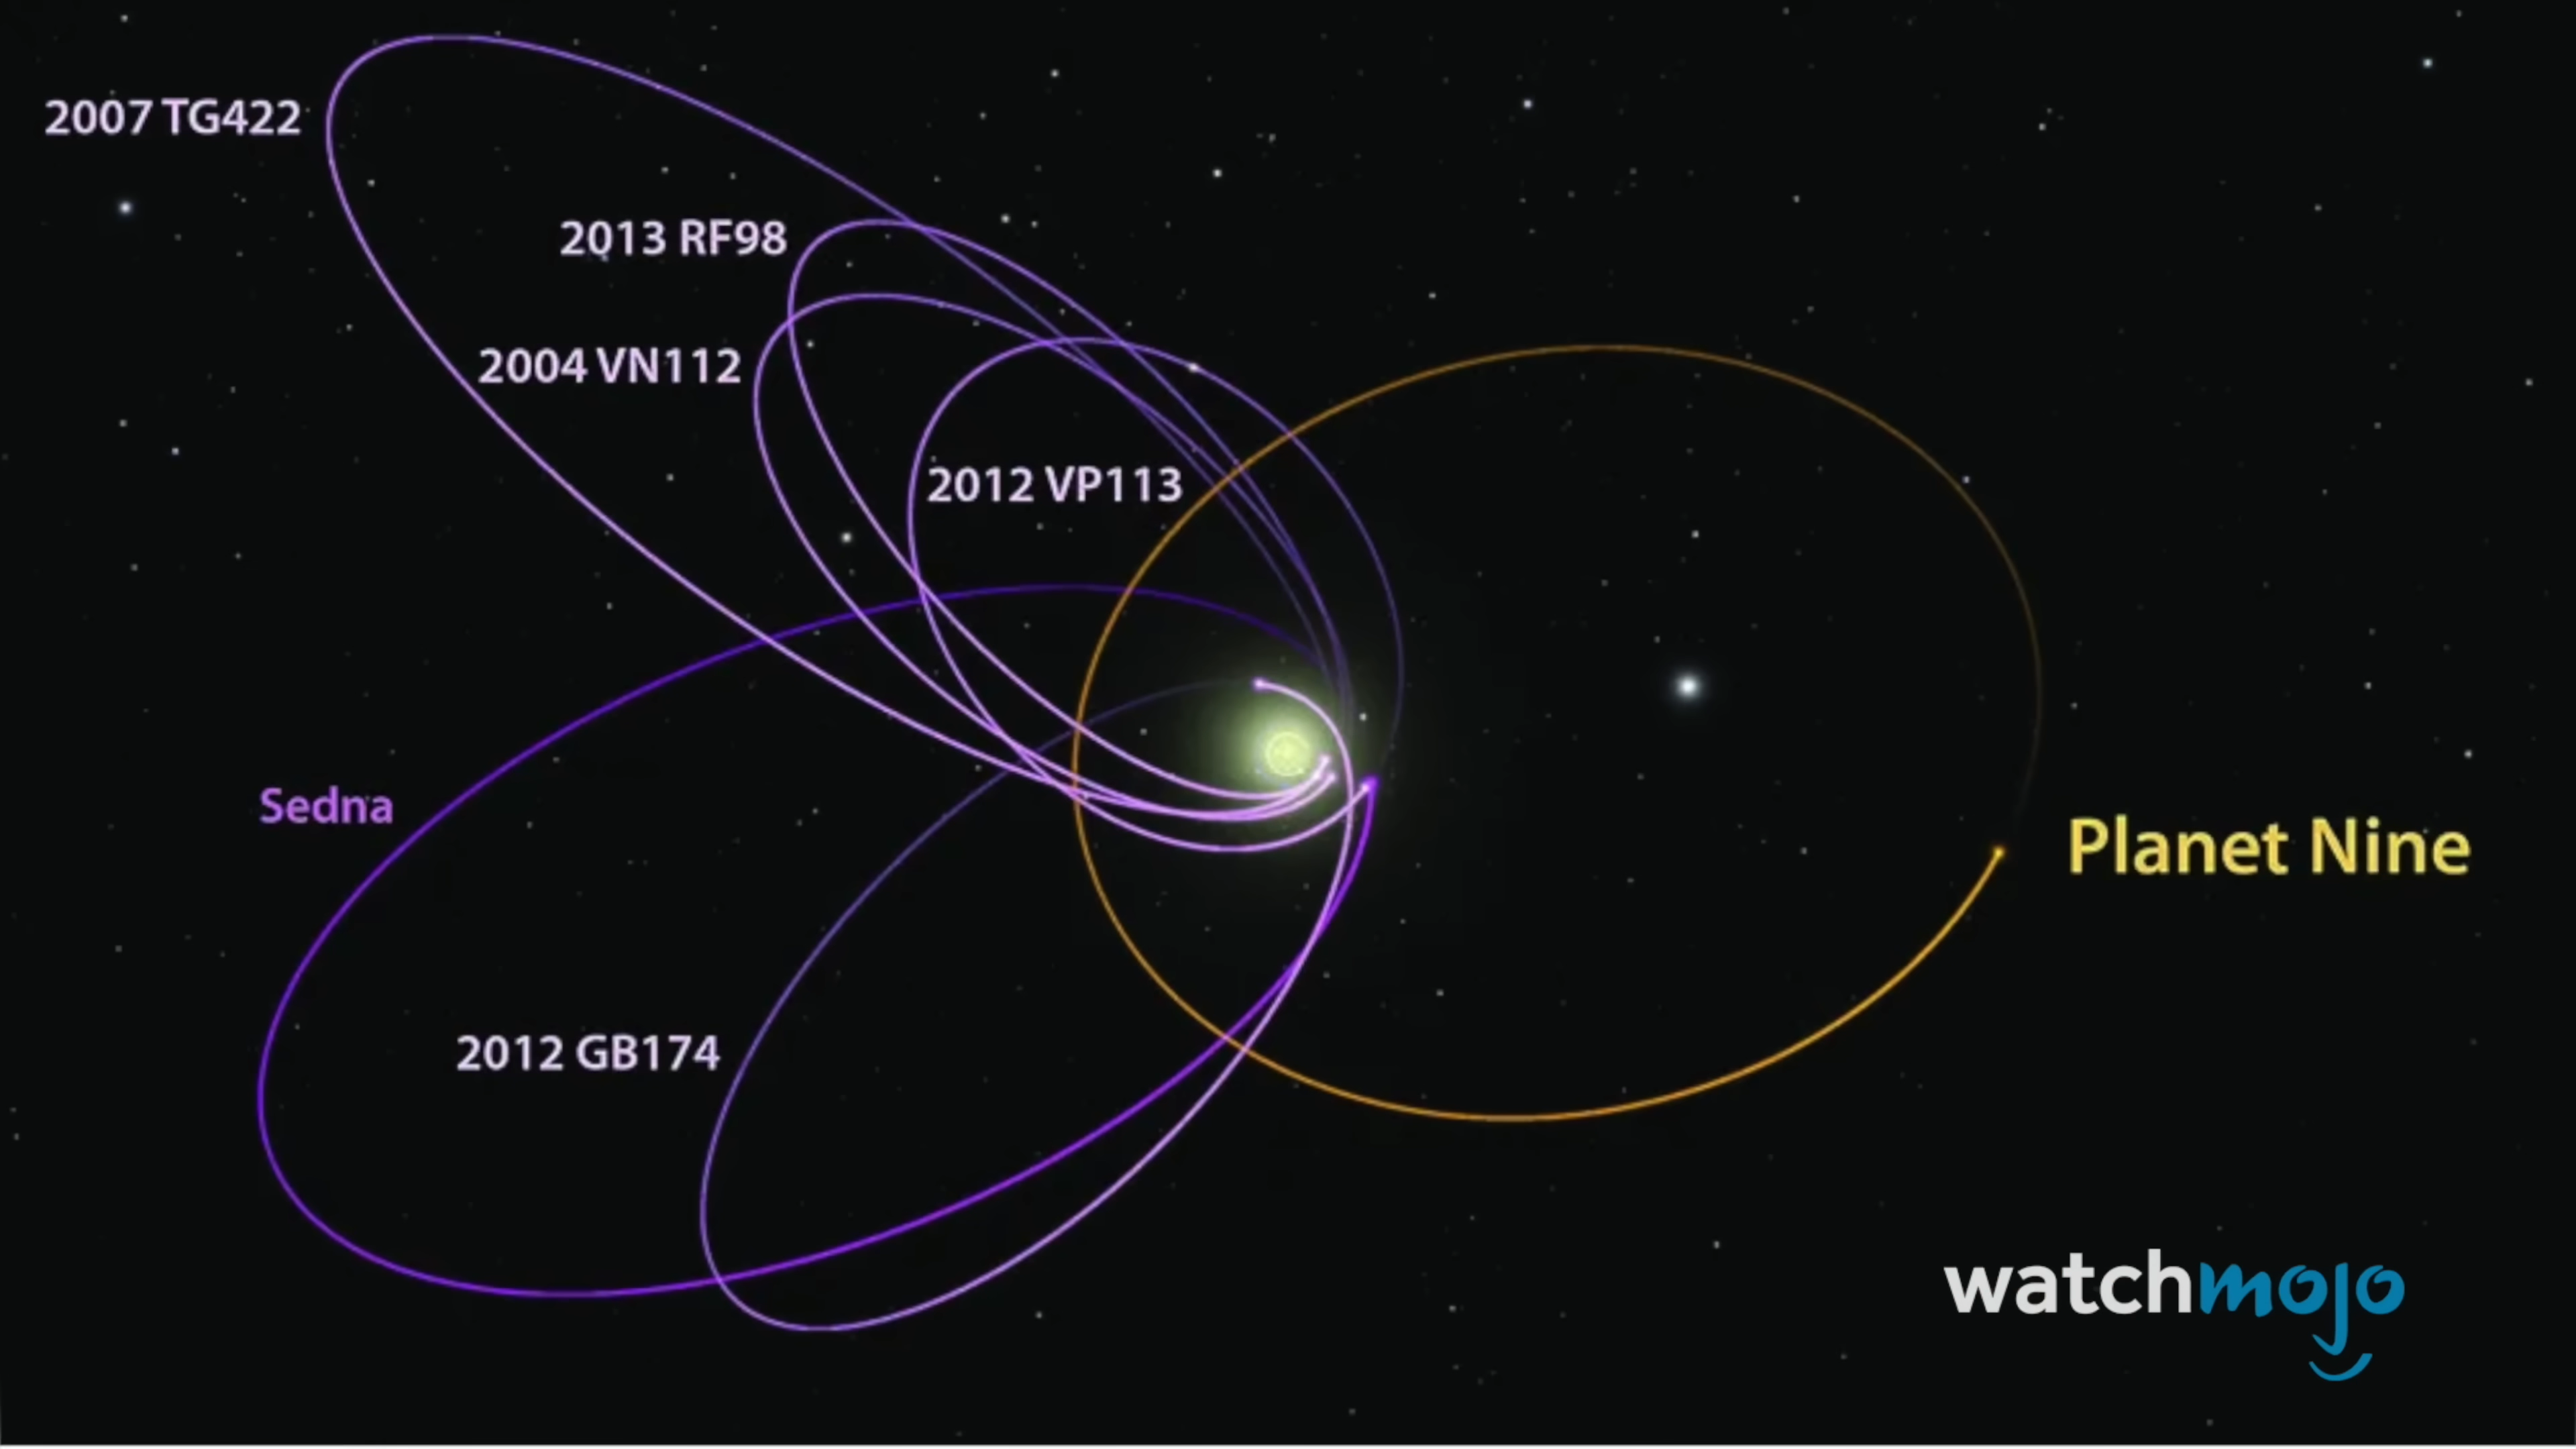 2007 TG422
2013 RF98
2004 VN112
2012 VP113
Sedna
Planet Nine
2012 GB174
watchmojo